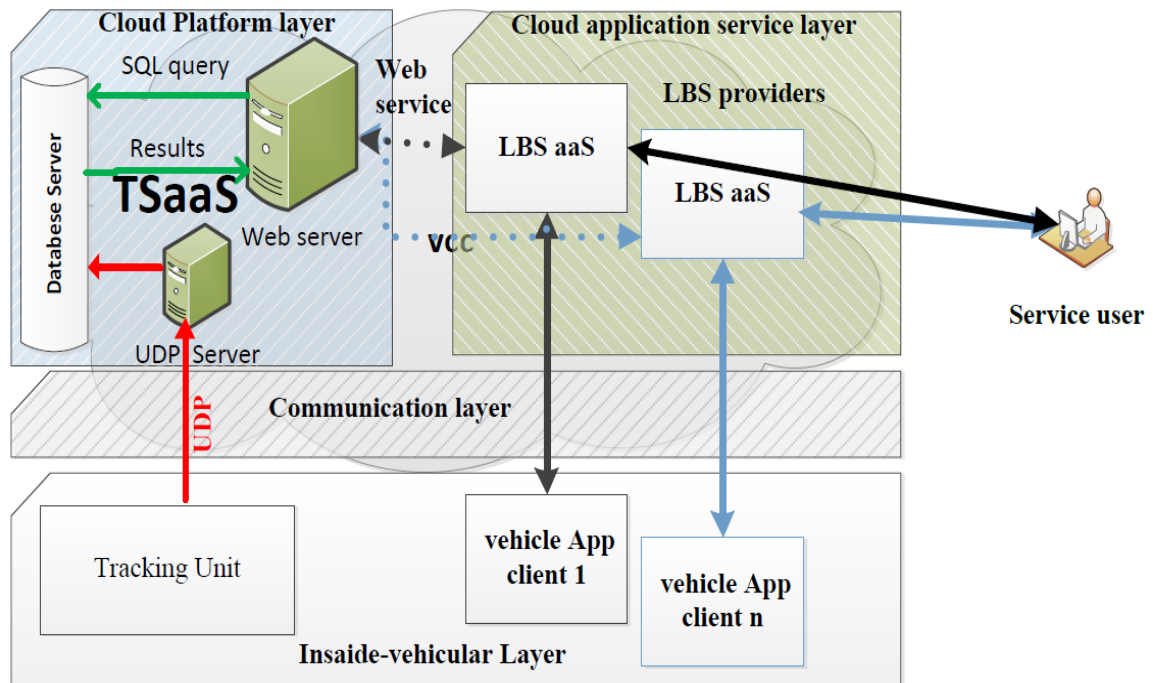 Cloud Platform layer
Cloud application service layer
SQL query
Web
service
LBS providers
LBS aaS
Results
TSaaS
Databese Server
LBS aaS
Web server
VCC
Service user
UDP Server
Communication layer
UDP
vehicle App
client 1
Tracking Unit
vehicle App
client n
Insaide-vehicular Layer